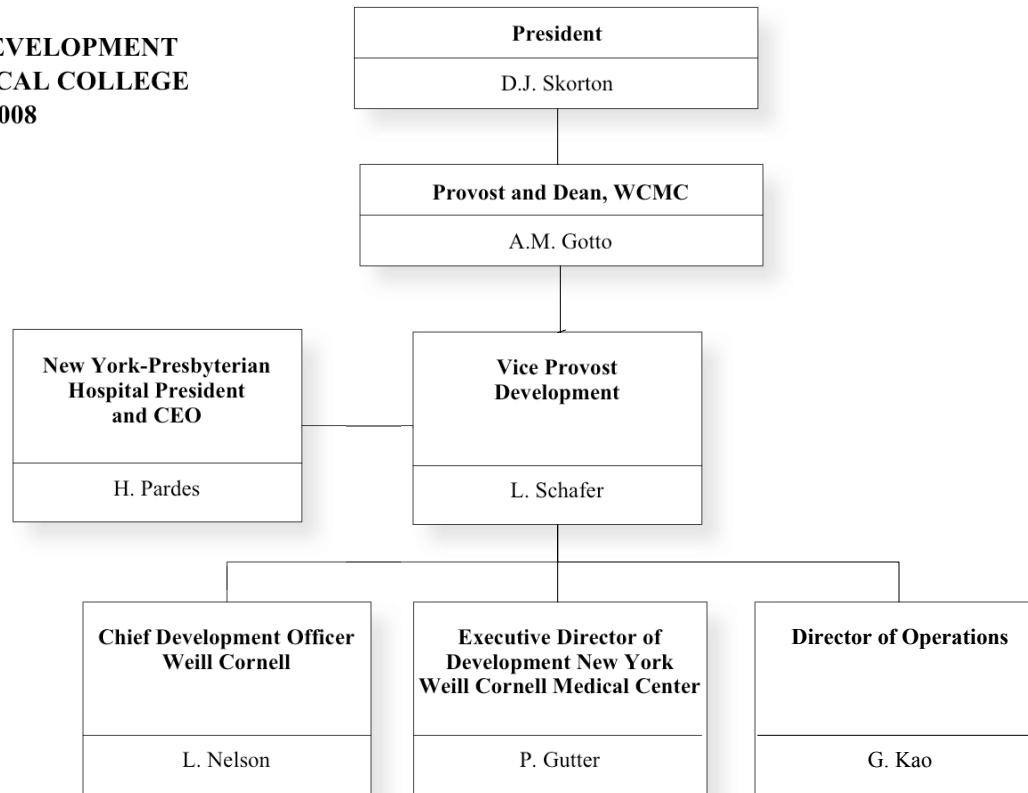 EVELOPMENT
CAL COLLEGE
008
President
D.J. Skorton
Provost and Dean, WCMC
A.M. Gotto
New York-Presbyterian
Hospital President
and CEO
H. Pardes
Vice Provost
Development
L. Schafer
Chief Development Officer
Weill Cornell
L. Nelson
Executive Director of
Development New York
Weill Cornell Medical Center
P. Gutter
Director of Operations
G. Kao